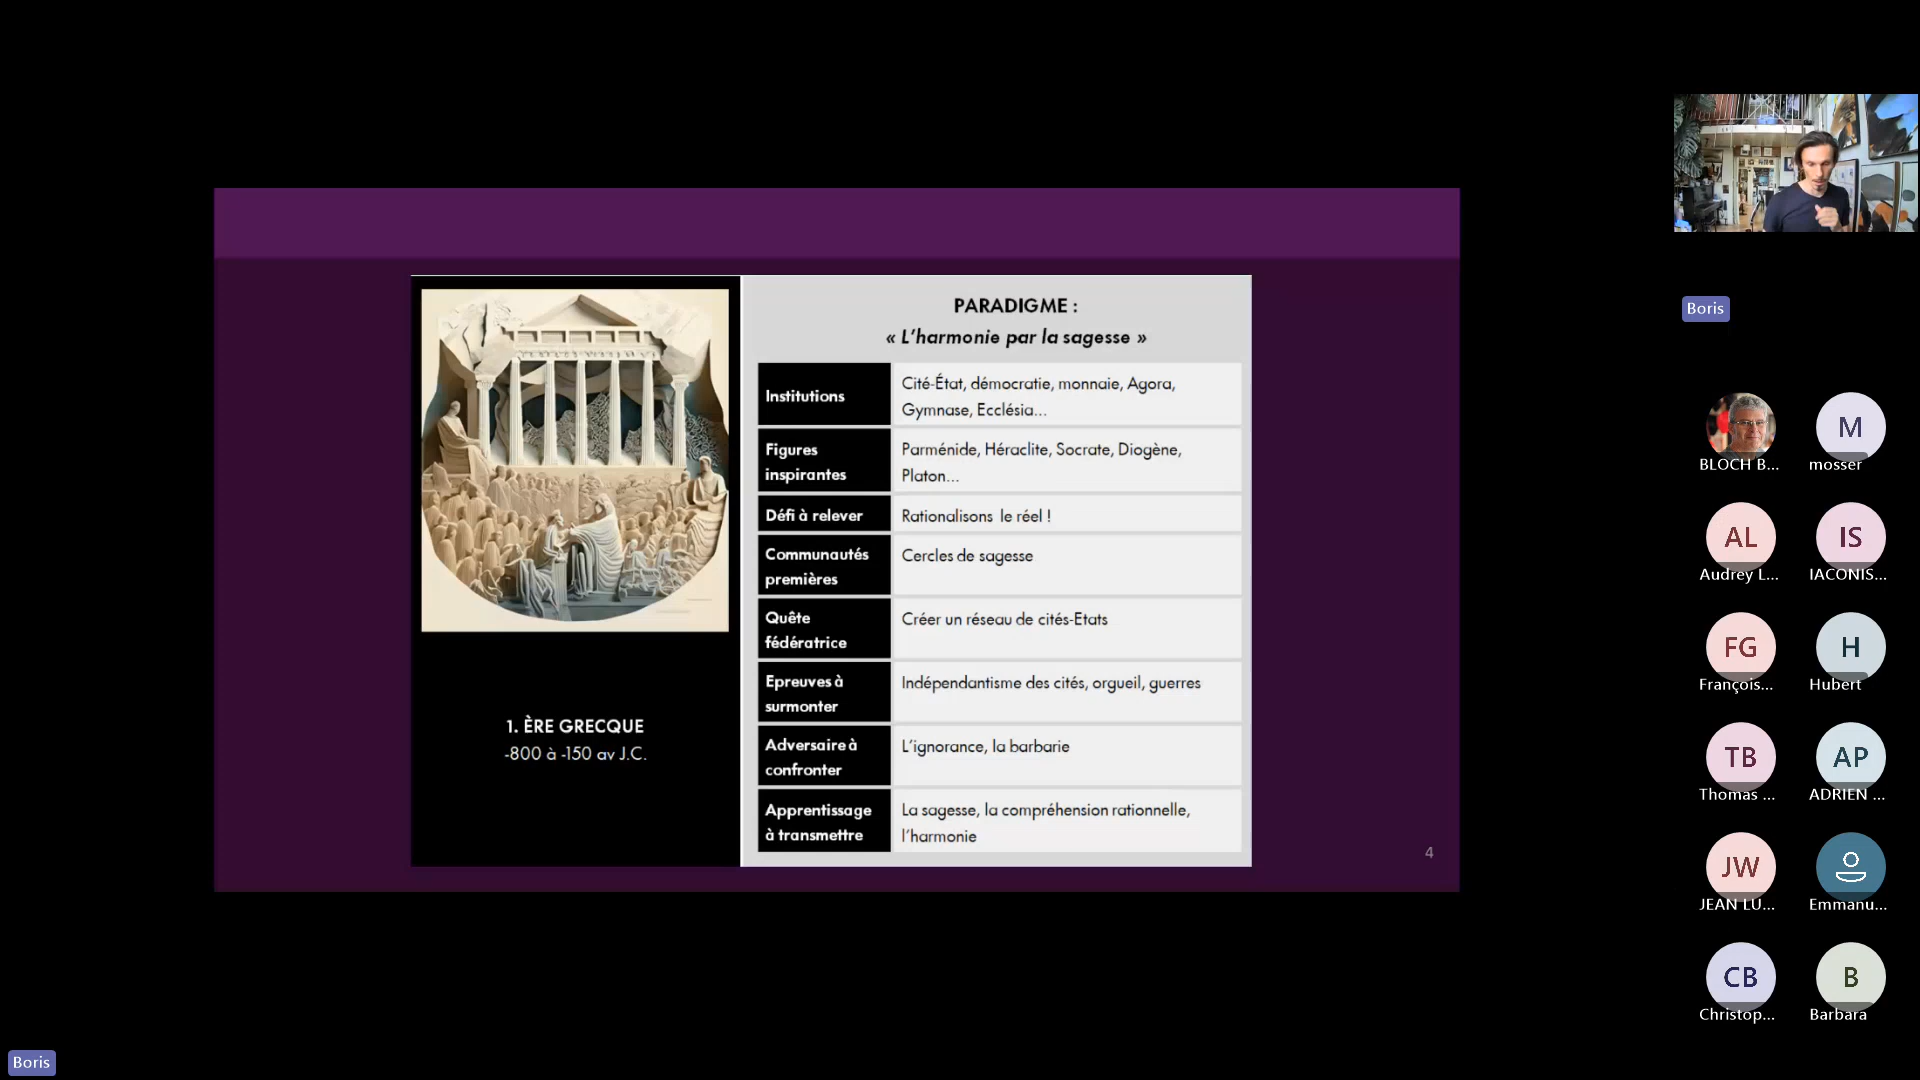 PARADIGME :
« L’harmonie par la sagesse »
Institutions
Cité-État, démocratie, monnaie, Agora,
Gymnase, Ecclésia...
Figures
inspirantes
Parménide, Héraclite, Socrate, Diogène,
Platon...
Défi à relever
Rationalisons le réel !
Communautés
premières
Cercles de sagesse
Quête
fédératrice
Créer un réseau de cités-Etats
Epreuves à
surmonter
Indépendantisme des cités, orgueil, guerres
Adversaire à
confronter
L’ignorance, la barbarie
Apprentissage
à transmettre
La sagesse, la compréhension rationnelle,
l’harmonie
1. ÈRE GRECQUE
-800 à -150 av J.C.
4
Boris
BLOCH B...
M
mosser
AL
Audrey L...
IS
IACONIS...
FG
François...
H
Hubert
TB
Thomas ...
AP
ADRIEN ...
JW
JEAN LU...
Emmanu...
CB
Christop...
B
Barbara
Boris